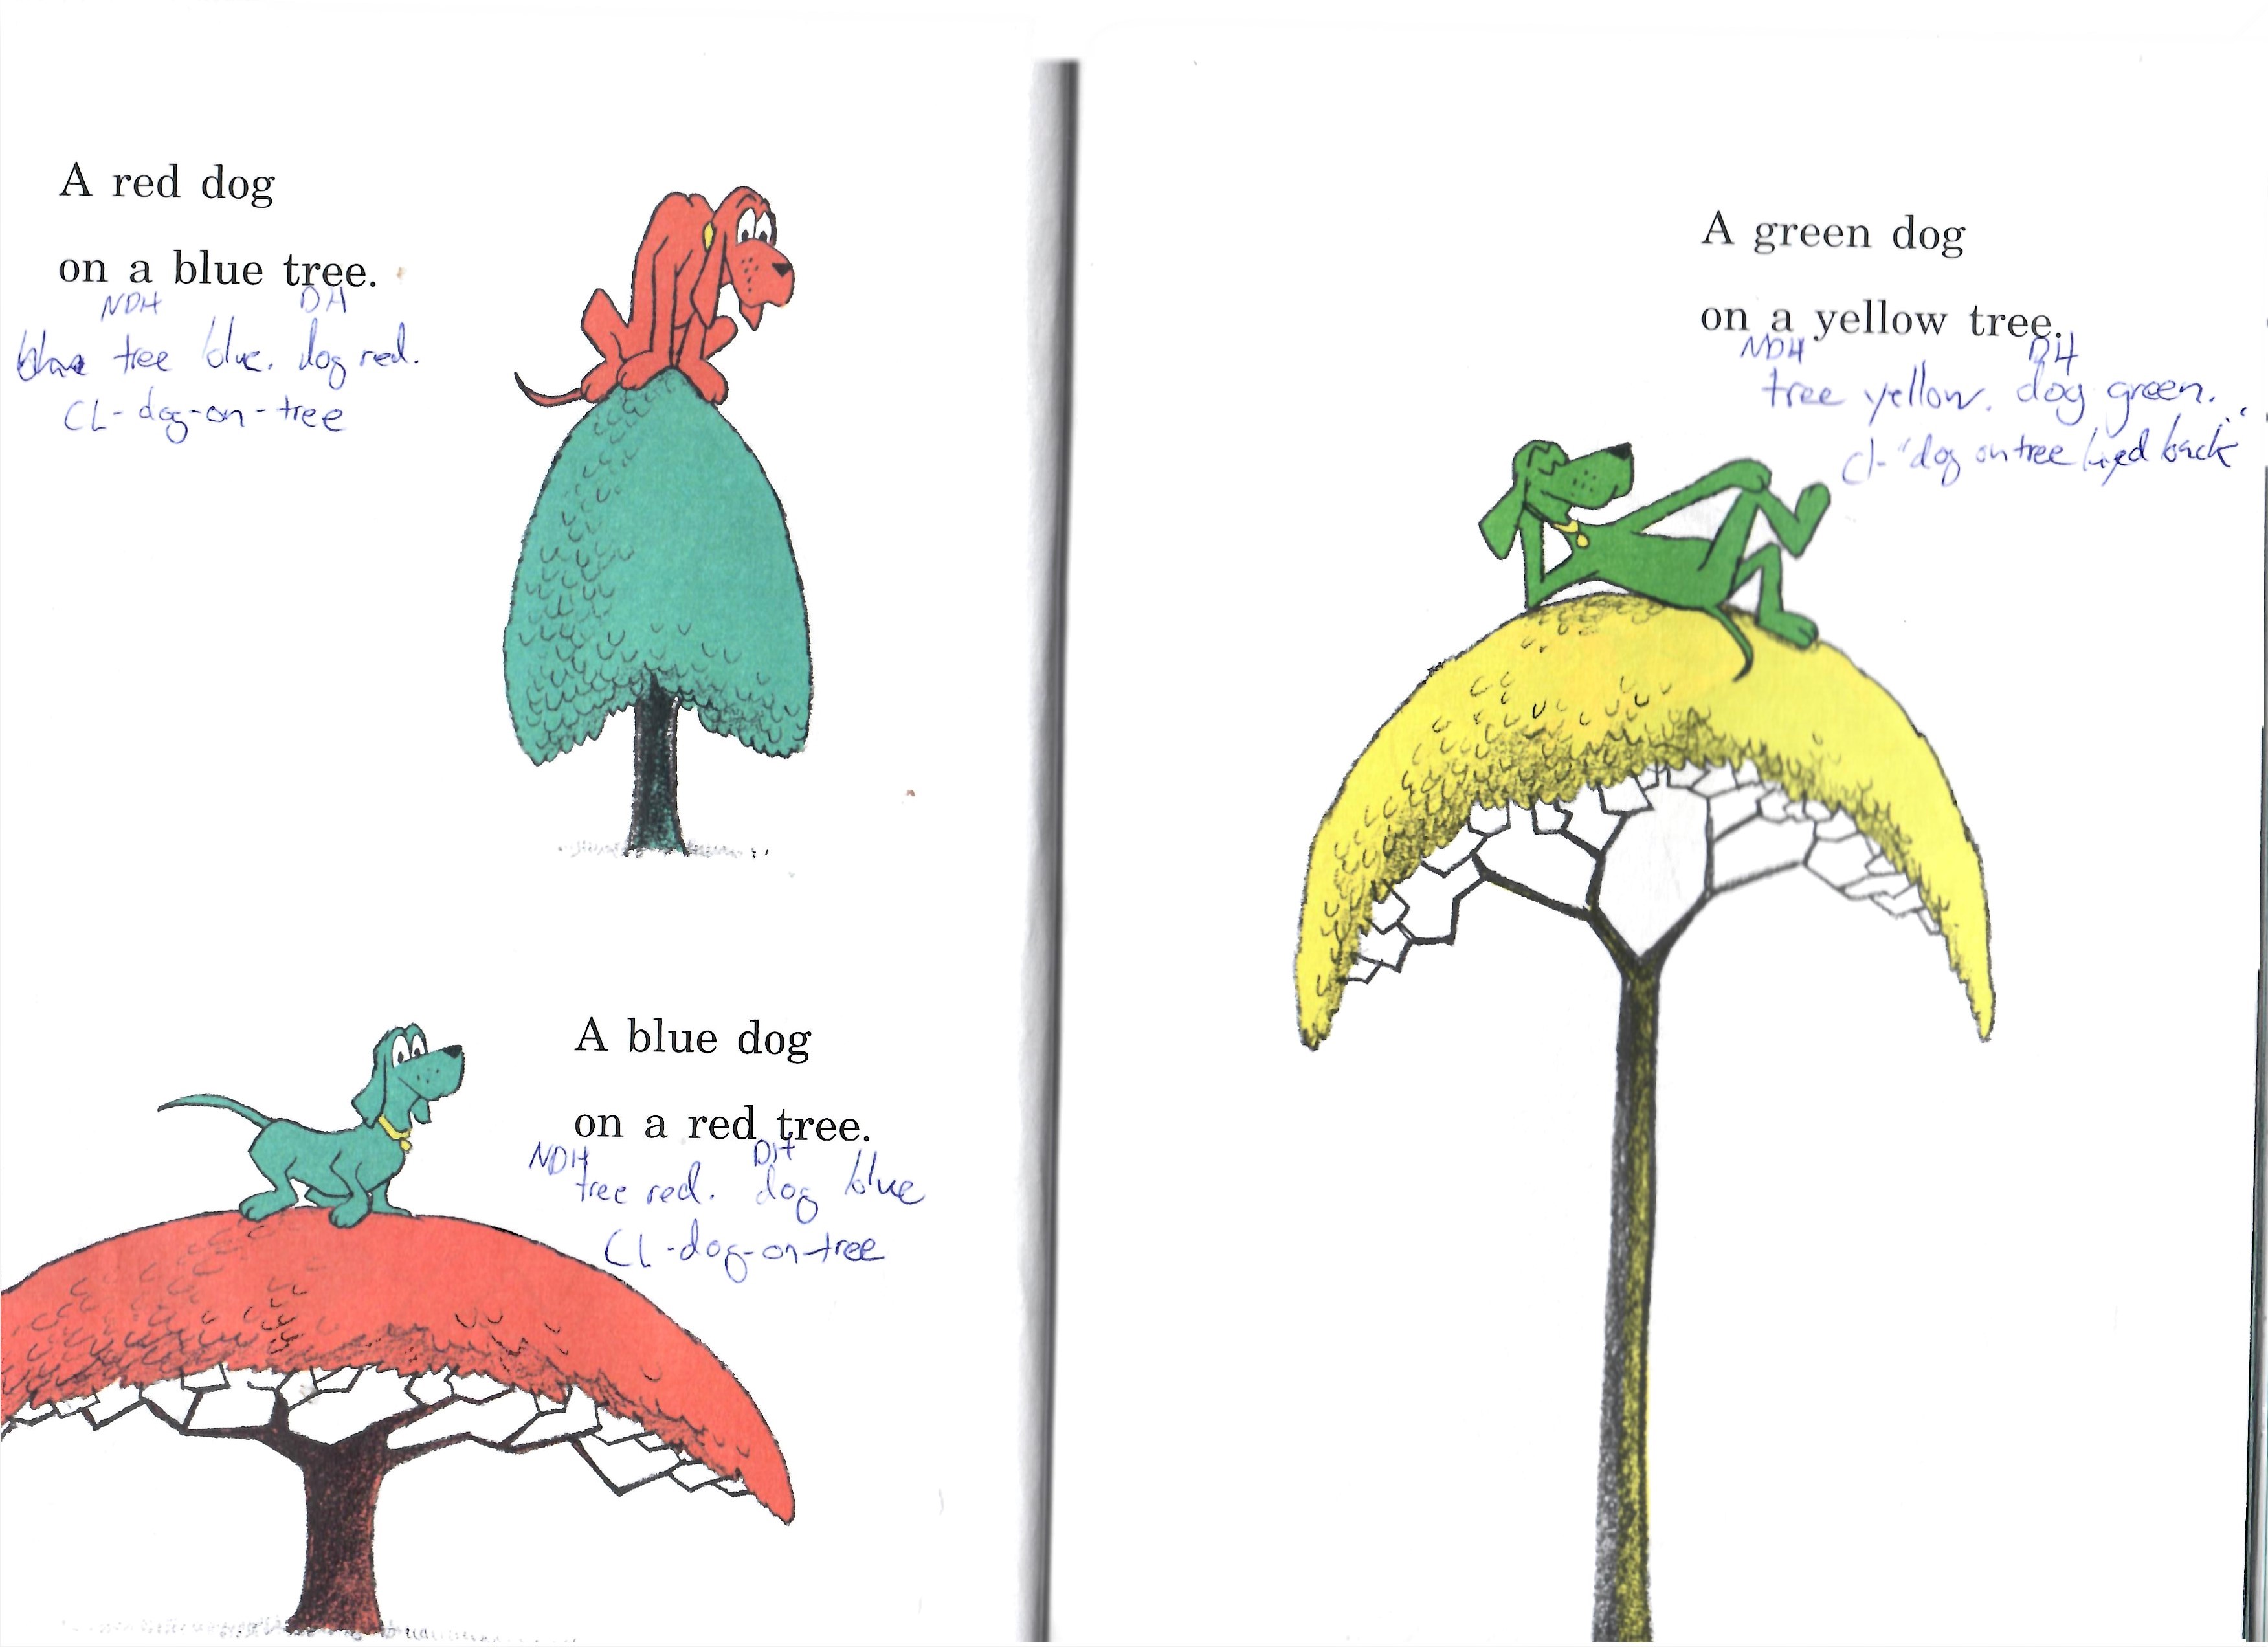 A red dog
on a blue tree.
NDH DH
blue tree blue. dog red.
CL-dog-on-tree
A blue dog
on a red tree.
NDH DH
tree red. dog blue
CL-dog-on-tree
A green dog
on a yellow tree.
NDH DH
tree yellow. dog green.
Cl-"dog on tree back"